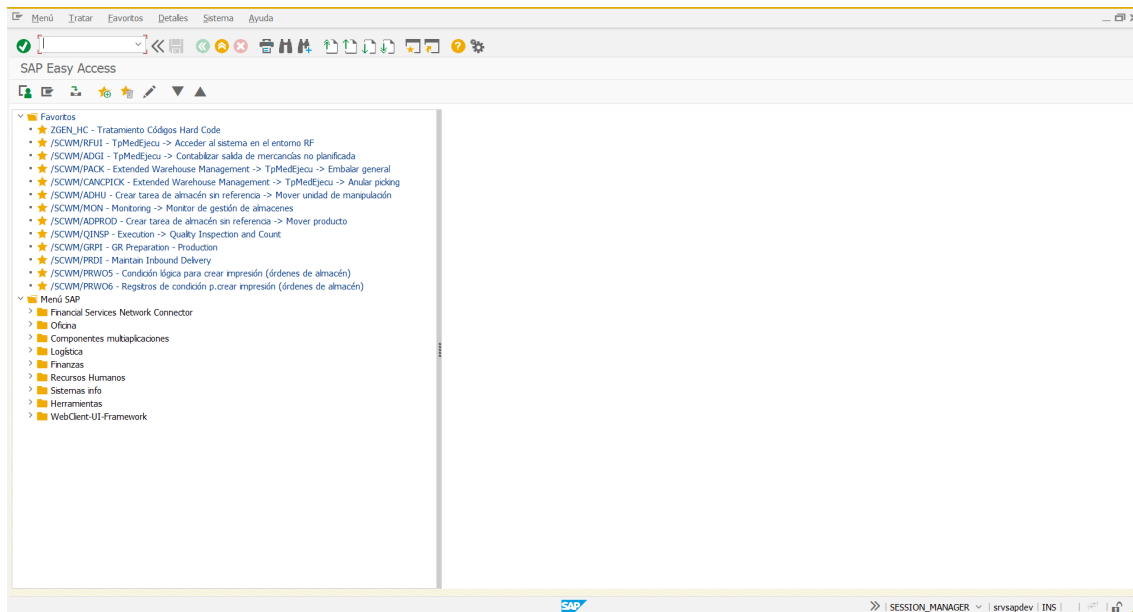 Menú Tratar Favoritos Detalles Sistema Ayuda
SAP Easy Access
Favoritos
ZGEN_HC - Tratamiento Códigos Hard Code
/SCWM/RFUI - TpMedEjecu -> Acceder al sistema en el entorno RF
/SCWM/ADGI - TpMedEjecu -> Contabilizar salida de mercancías no planificada
/SCWM/PACK - Extended Warehouse Management -> TpMedEjecu -> Embalar general
/SCWM/CANCPICK - Extended Warehouse Management -> TpMedEjecu -> Anular picking
/SCWM/ADHU - Crear tarea de almacén sin referencia -> Mover unidad de manipulación
/SCWM/MON - Monitoring -> Monitor de gestión de almacenes
/SCWM/ADPROD - Crear tarea de almacén sin referencia -> Mover producto
/SCWM/QINSP - Execution -> Quality Inspection and Count
/SCWM/GRPI - GR Preparation - Production
/SCWM/PRDI - Maintain Inbound Delivery
/SCWM/PRWO5 - Condición lógica para crear impresión (órdenes de almacén)
/SCWM/PRWO6 - Regsitros de condición p.crear impresión (órdenes de almacén)
Menú SAP
Financial Services Network Connector
Oficina
Componentes multiaplicaciones
Logística
Finanzas
Recursos Humanos
Sistemas info
Herramientas
WebClient-UI-Framework
SAP
SESSION_MANAGER srvsapdev INS